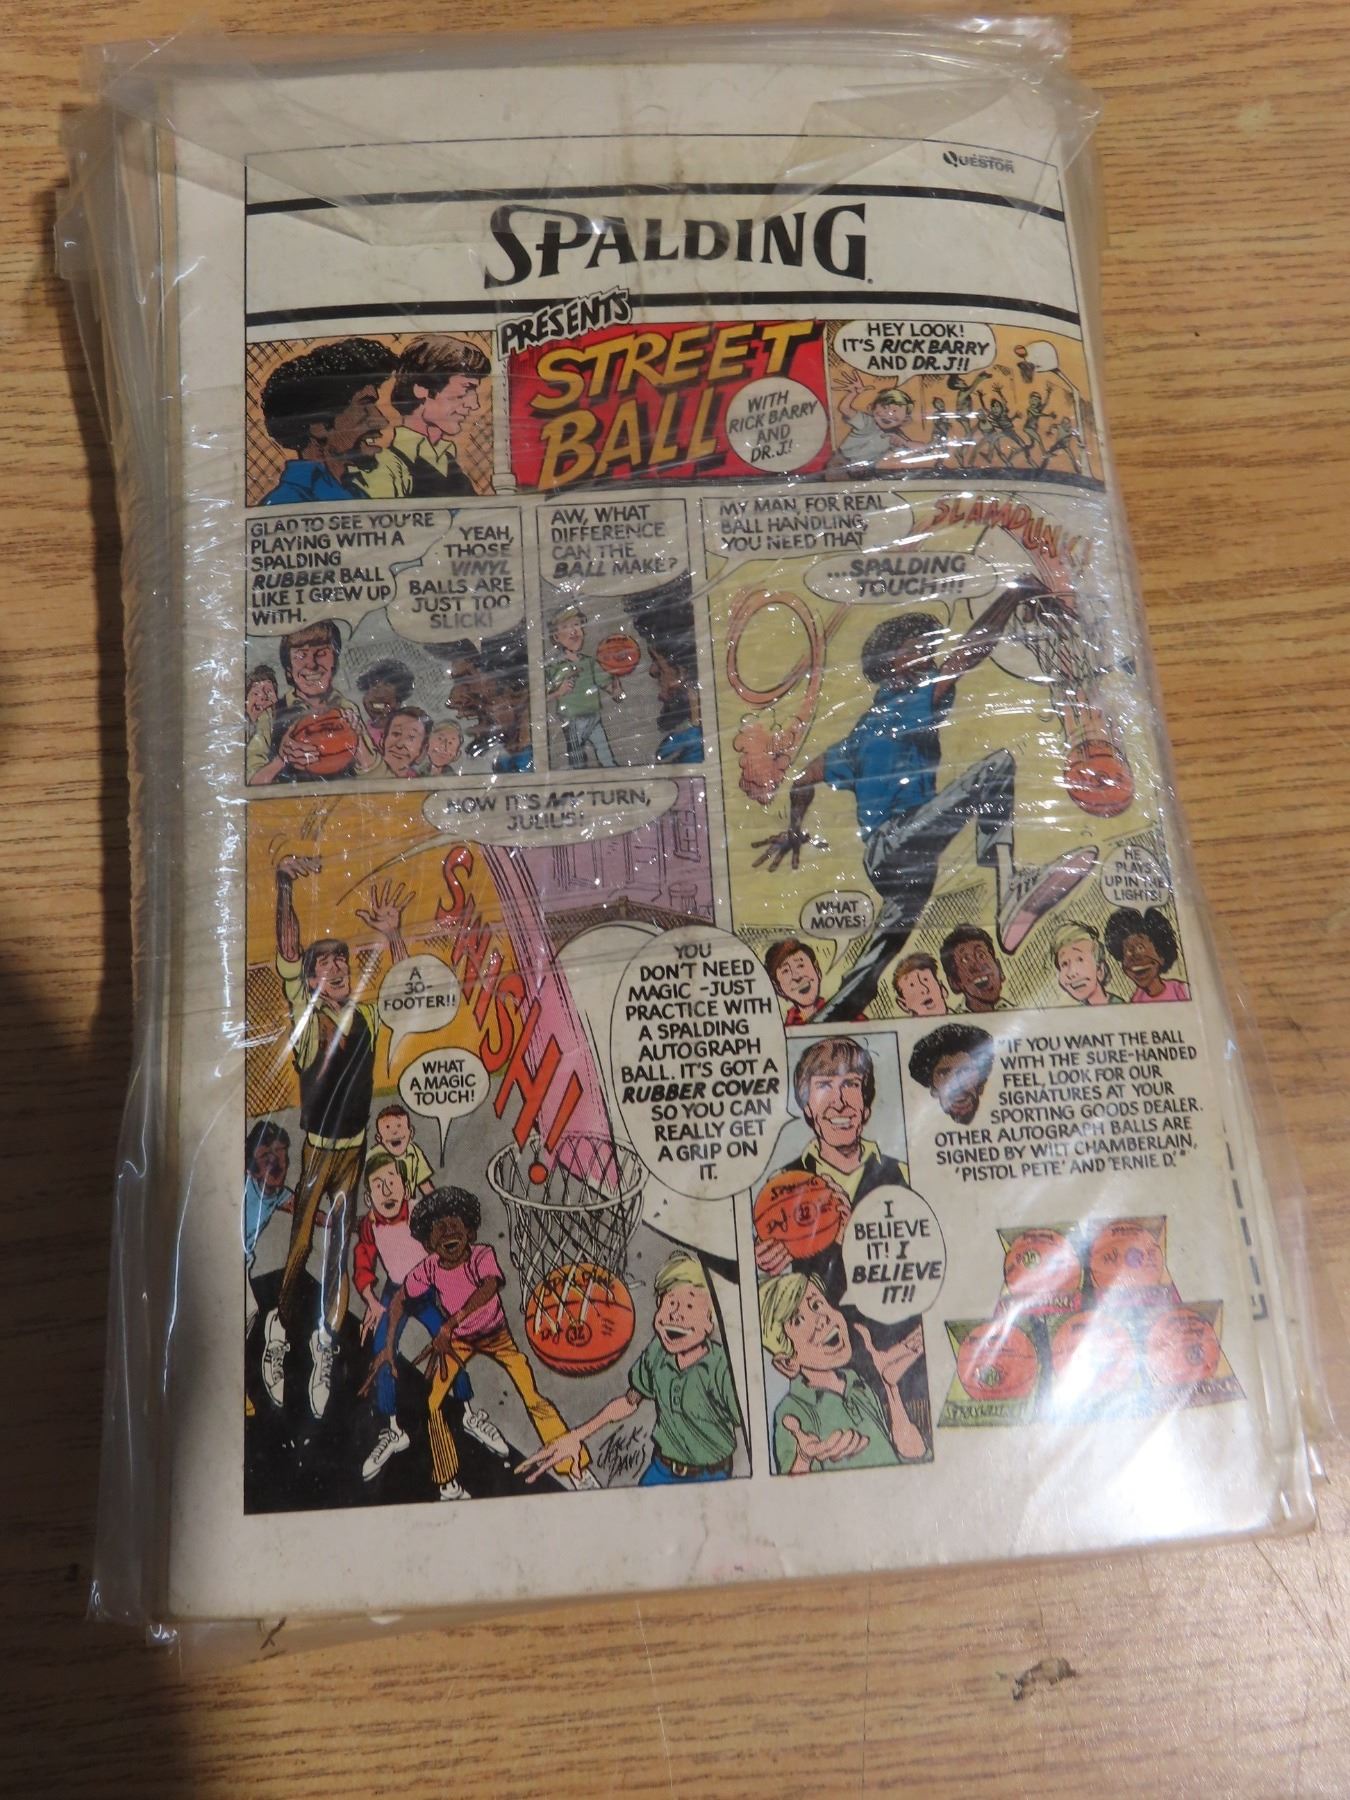 QUESTOR
SPALDING
PRESENTS
STREET
BALL
WITH
RICK BARRY
AND
DR. J.!
HEY LOOK!
IT'S RICK BARRY
AND DR. J!!
GLAD TO SEE YOU'RE
PLAYING WITH A
SPALDING
RUBBER BALL
LIKE I GREW UP
WITH.
YEAH,
THOSE
VINYL
BALLS ARE
JUST TOO
SLICK!
AW, WHAT
DIFFERENCE
CAN THE
BALL MAKE?
MY MAN, FOR REAL
BALL HANDLING,
YOU NEED THAT
...SPALDING
TOUCH!!!
SLAMDUNK!
WHAT
MOVES!
HE
PLAYS
UP IN THE
LIGHTS!
NOW IT'S MY TURN,
JULIUS!
SWISH!
A
30-
FOOTER!!
WHAT
A MAGIC
TOUCH!
YOU
DON'T NEED
MAGIC - JUST
PRACTICE WITH
A SPALDING
AUTOGRAPH
BALL. IT'S GOT A
RUBBER COVER
SO YOU CAN
REALLY GET
A GRIP ON
IT.
SPALDING
DrJ 32
SPALDING
DrJ 32
JACK
DAVIS
I
BELIEVE
IT! I
BELIEVE
IT!!
"IF YOU WANT THE BALL
WITH THE SURE-HANDED
FEEL, LOOK FOR OUR
SIGNATURES AT YOUR
SPORTING GOODS DEALER.
OTHER AUTOGRAPH BALLS ARE
SIGNED BY WILT CHAMBERLAIN,
'PISTOL PETE' AND 'ERNIE D.'"